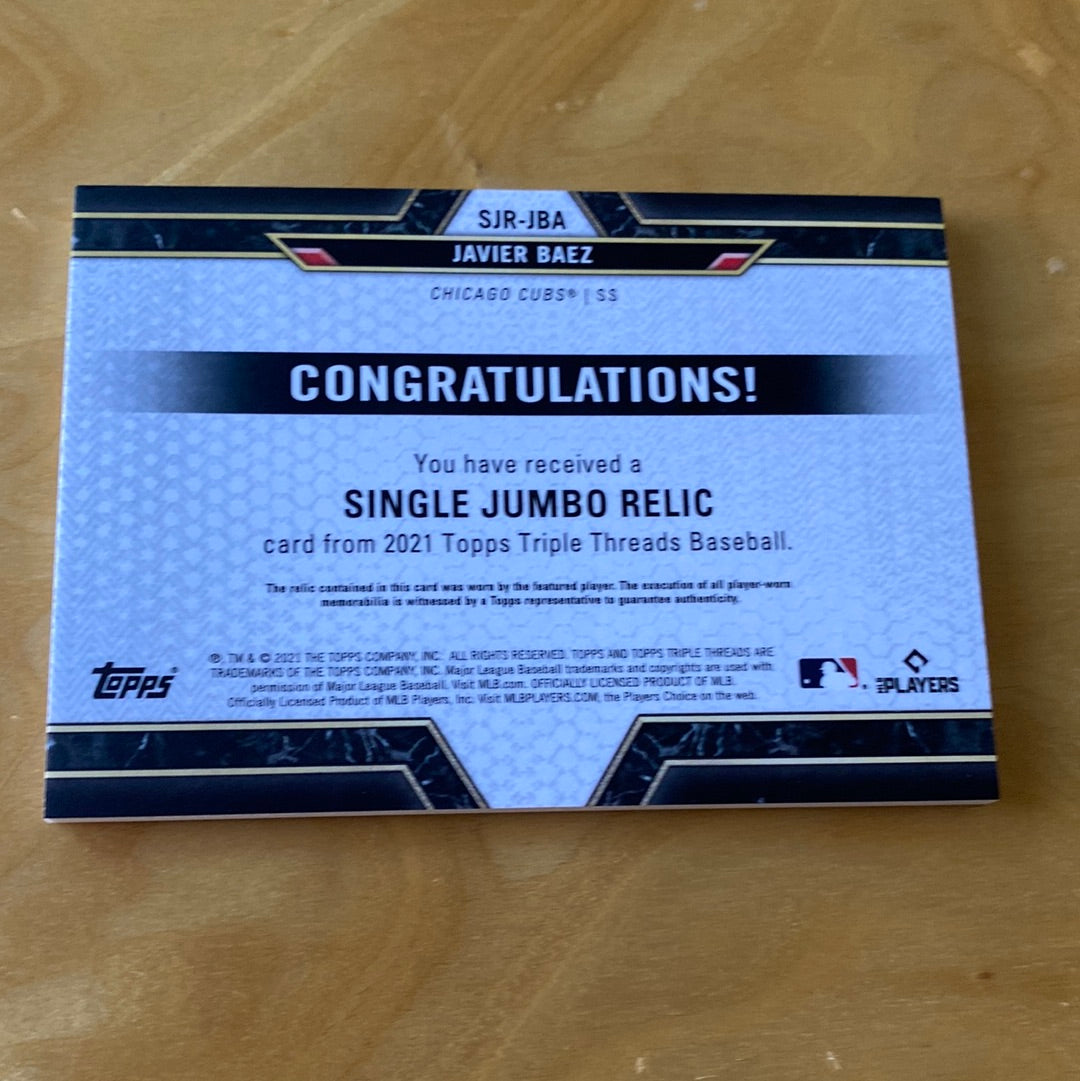 SJR-JBA
JAVIER BAEZ
CHICAGO CUBS® | SS
CONGRATULATIONS!
You have received a
SINGLE JUMBO RELIC
card from 2021 Topps Triple Threads Baseball.
The relic contained in this card was worn by the featured player. The execution of all player-worn
memorabilia is witnessed by a Topps representative to guarantee authenticity.
®, TM & © 2021 THE TOPPS COMPANY, INC. ALL RIGHTS RESERVED. TOPPS AND TOPPS TRIPLE THREADS ARE
TRADEMARKS OF THE TOPPS COMPANY, INC. Major League Baseball trademarks and copyrights are used with
permission of Major League Baseball. Visit MLB.com. OFFICIALLY LICENSED PRODUCT OF MLB.
Officially Licensed Product of MLB Players, Inc. Visit MLBPLAYERS.COM, the Players Choice on the web.
topps®
MLB PLAYERS